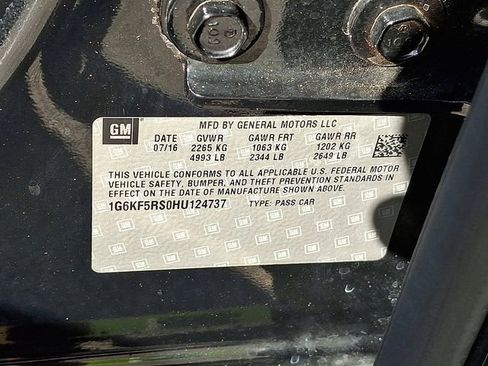 GM
MFD BY GENERAL MOTORS LLC
DATE GVWR GAWR FRT GAWR RR
07/16 2265 KG 1063 KG 1202 KG
4993 LB 2344 LB 2649 LB
THIS VEHICLE CONFORMS TO ALL APPLICABLE U.S. FEDERAL MOTOR
VEHICLE SAFETY, BUMPER, AND THEFT PREVENTION STANDARDS IN
EFFECT ON THE DATE OF MANUFACTURE SHOWN ABOVE.
1G6KF5RS0HU124737 TYPE: PASS CAR